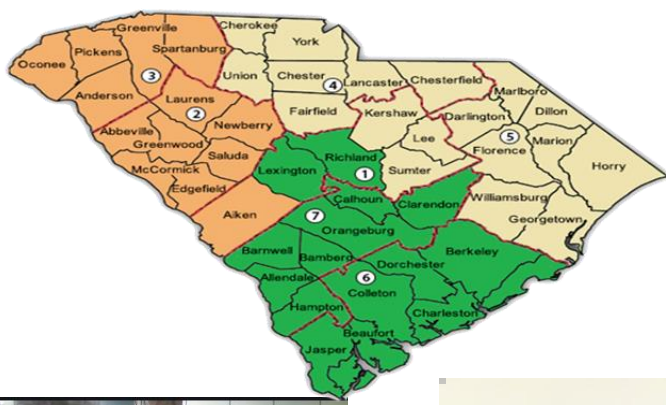 Cherokee
Greenville
York
Spartanburg
Pickens
Oconee
3
Union
Chester
4
Lancaster
Chesterfield
Marlboro
Anderson
Laurens
2
Fairfield
Kershaw
Darlington
Dillon
Abbeville
Newberry
Lee
5
Marion
Greenwood
Florence
Saluda
Richland
Horry
McCormick
Lexington
1
Sumter
Edgefield
Calhoun
Clarendon
Williamsburg
Aiken
7
Georgetown
Orangeburg
Barnwell
Bamberg
Berkeley
Dorchester
Allendale
6
Colleton
Hampton
Charleston
Beaufort
Jasper